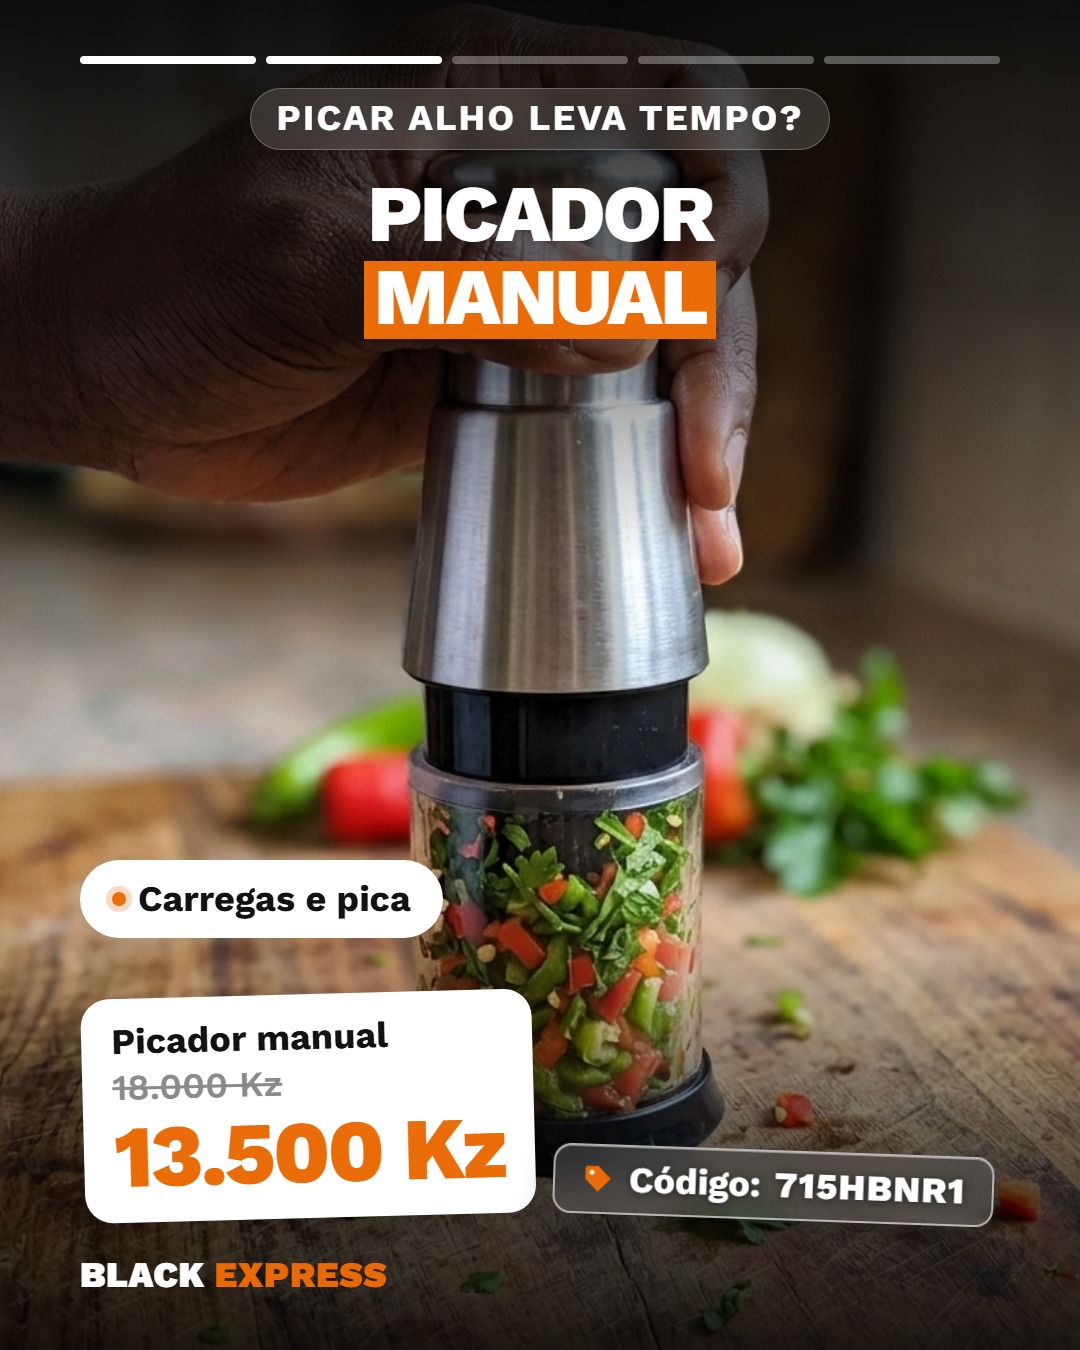 PICAR ALHO LEVA TEMPO?
PICADOR
MANUAL
Carregas e pica
Picador manual
18.000 Kz
13.500 Kz
Código: 715HBNR1
BLACK EXPRESS